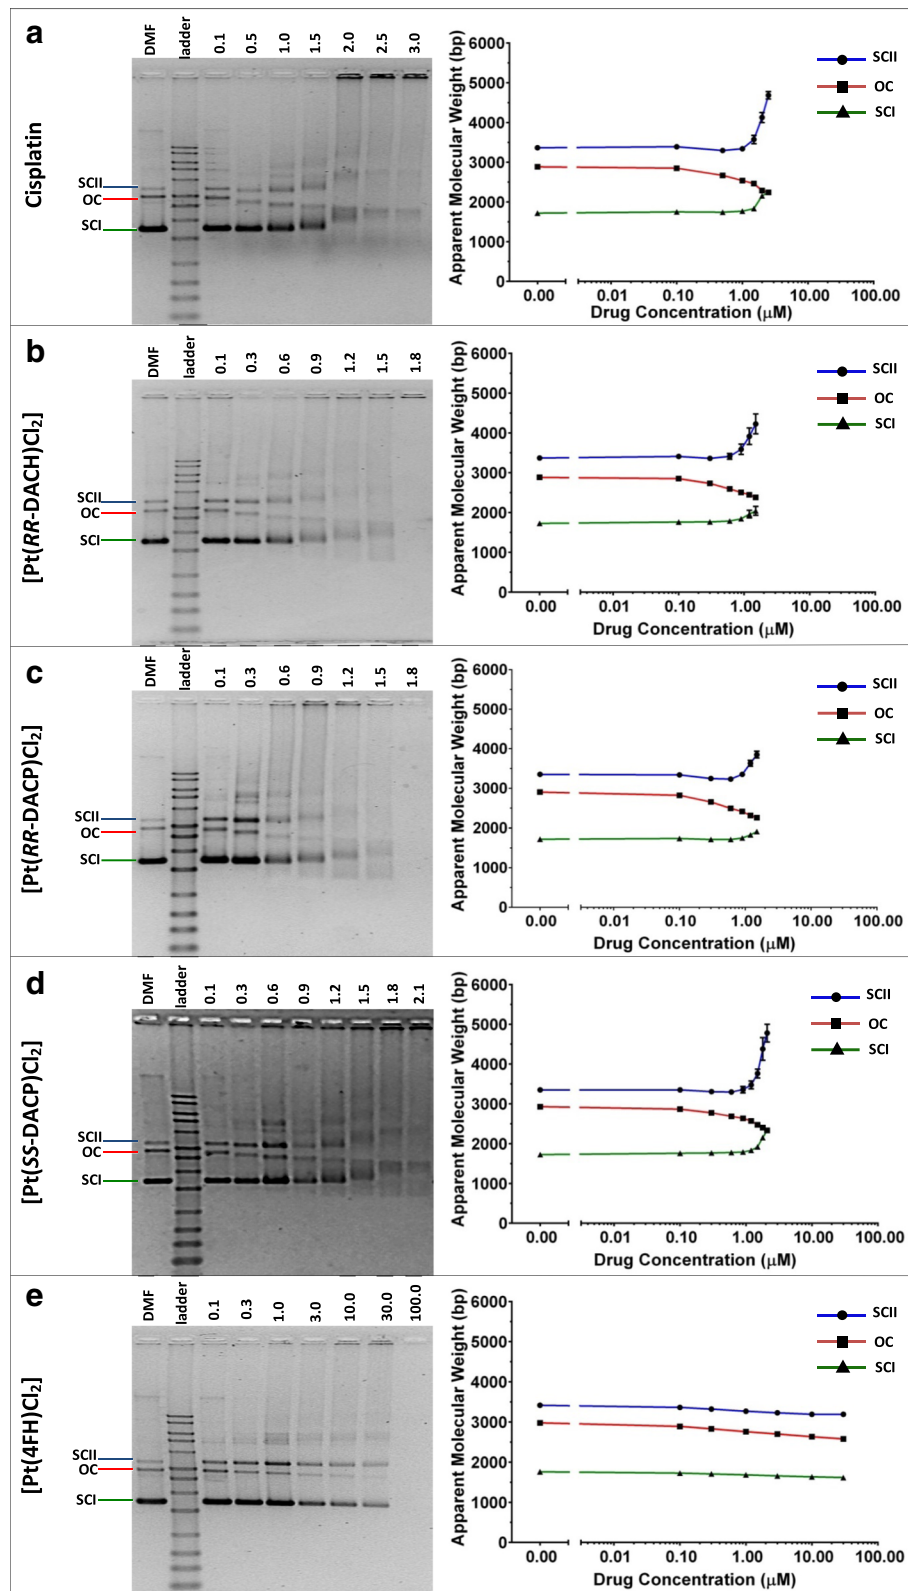 a
Cisplatin
DMF ladder 0.1 0.5 1.0 1.5 2.0 2.5 3.0
SCII
OC
SCI
Apparent Molecular Weight (bp)
6000
5000
4000
3000
2000
1000
0
0.00 0.01 0.10 1.00 10.00 100.00
Drug Concentration (μM)
SCII
OC
SCI
b
[Pt(RR-DACH)Cl₂]
DMF ladder 0.1 0.3 0.6 0.9 1.2 1.5 1.8
SCII
OC
SCI
Apparent Molecular Weight (bp)
6000
5000
4000
3000
2000
1000
0
0.00 0.01 0.10 1.00 10.00 100.00
Drug Concentration (μM)
SCII
OC
SCI
c
[Pt(RR-DACP)Cl₂]
DMF ladder 0.1 0.3 0.6 0.9 1.2 1.5 1.8
SCII
OC
SCI
Apparent Molecular Weight (bp)
6000
5000
4000
3000
2000
1000
0
0.00 0.01 0.10 1.00 10.00 100.00
Drug Concentration (μM)
SCII
OC
SCI
d
[Pt(SS-DACP)Cl₂]
DMF ladder 0.1 0.3 0.6 0.9 1.2 1.5 1.8 2.1
SCII
OC
SCI
Apparent Molecular Weight (bp)
6000
5000
4000
3000
2000
1000
0
0.00 0.01 0.10 1.00 10.00 100.00
Drug Concentration (μM)
SCII
OC
SCI
e
[Pt(4FH)Cl₂]
DMF ladder 0.1 0.3 1.0 3.0 10.0 30.0 100.0
SCII
OC
SCI
Apparent Molecular Weight (bp)
6000
5000
4000
3000
2000
1000
0
0.00 0.01 0.10 1.00 10.00 100.00
Drug Concentration (μM)
SCII
OC
SCI